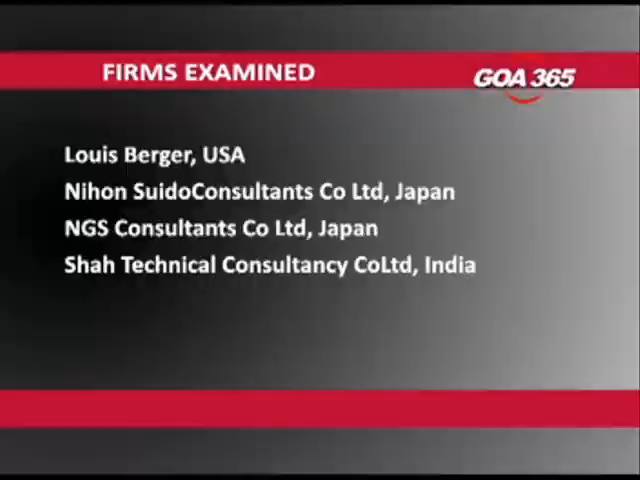 FIRMS EXAMINED
GOA 365
Louis Berger, USA
Nihon SuidoConsultants Co Ltd, Japan
NGS Consultants Co Ltd, Japan
Shah Technical Consultancy CoLtd, India